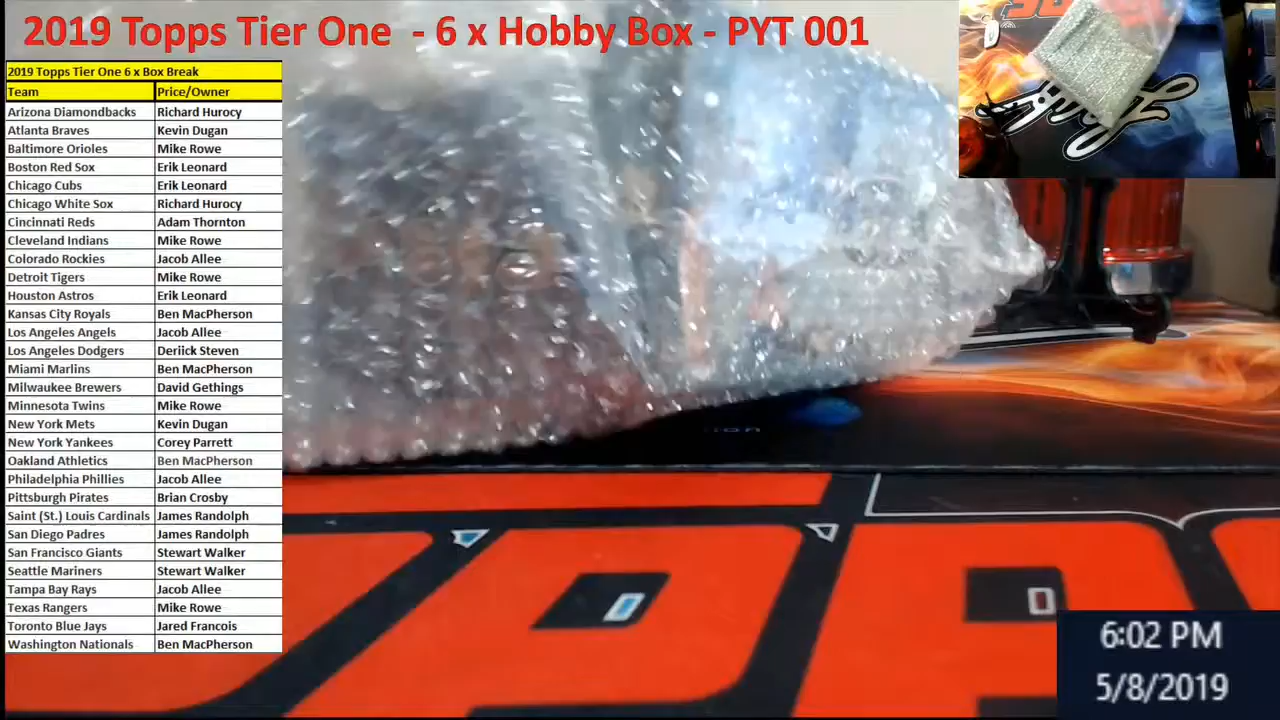 2019 Topps Tier One - 6 x Hobby Box - PYT 001
2019 Topps Tier One 6 x Box Break
Team Price/Owner
Arizona Diamondbacks Richard Hurocy
Atlanta Braves Kevin Dugan
Baltimore Orioles Mike Rowe
Boston Red Sox Erik Leonard
Chicago Cubs Erik Leonard
Chicago White Sox Richard Hurocy
Cincinnati Reds Adam Thornton
Cleveland Indians Mike Rowe
Colorado Rockies Jacob Allee
Detroit Tigers Mike Rowe
Houston Astros Erik Leonard
Kansas City Royals Ben MacPherson
Los Angeles Angels Jacob Allee
Los Angeles Dodgers Deriick Steven
Miami Marlins Ben MacPherson
Milwaukee Brewers David Gethings
Minnesota Twins Mike Rowe
New York Mets Kevin Dugan
New York Yankees Corey Parrett
Oakland Athletics Ben MacPherson
Philadelphia Phillies Jacob Allee
Pittsburgh Pirates Brian Crosby
Saint (St.) Louis Cardinals James Randolph
San Diego Padres James Randolph
San Francisco Giants Stewart Walker
Seattle Mariners Stewart Walker
Tampa Bay Rays Jacob Allee
Texas Rangers Mike Rowe
Toronto Blue Jays Jared Francois
Washington Nationals Ben MacPherson
6:02 PM
5/8/2019